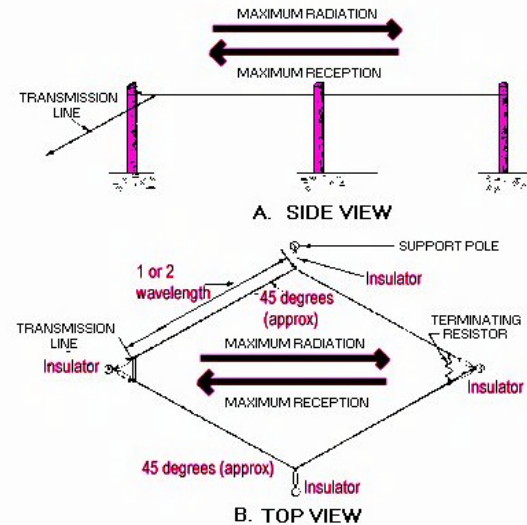 MAXIMUM RADIATION
MAXIMUM RECEPTION
TRANSMISSION
LINE
A. SIDE VIEW
SUPPORT POLE
Insulator
1 or 2
wavelength
45 degrees
(approx)
TRANSMISSION
LINE
Insulator
TERMINATING
RESISTOR
MAXIMUM RADIATION
MAXIMUM RECEPTION
Insulator
45 degrees (approx)
Insulator
B. TOP VIEW